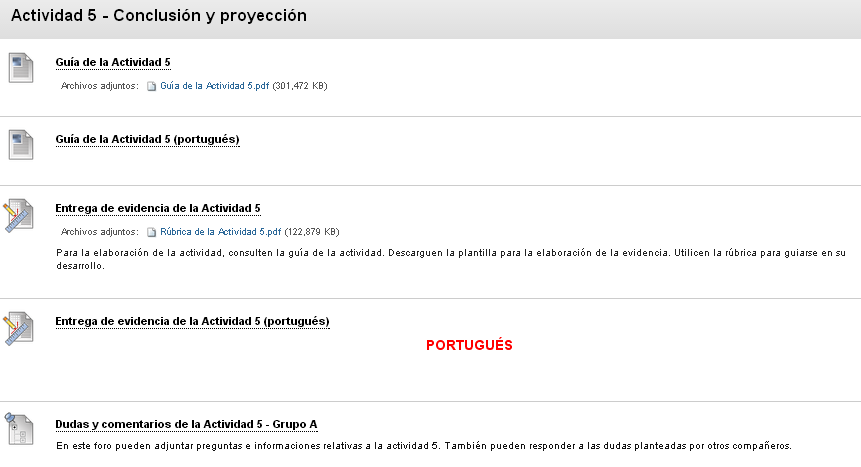 Actividad 5 - Conclusión y proyección
Guía de la Actividad 5
Archivos adjuntos: Guía de la Actividad 5.pdf (301,472 KB)
Guía de la Actividad 5 (portugués)
Entrega de evidencia de la Actividad 5
Archivos adjuntos: Rúbrica de la Actividad 5.pdf (122,879 KB)
Para la elaboración de la actividad, consulten la guía de la actividad. Descarguen la plantilla para la elaboración de la evidencia. Utilicen la rúbrica para guiarse en su
desarrollo.
Entrega de evidencia de la Actividad 5 (portugués)
PORTUGUÉS
Dudas y comentarios de la Actividad 5 - Grupo A
En este foro pueden adjuntar preguntas e informaciones relativas a la actividad 5. También pueden responder a las dudas planteadas por otros compañeros.